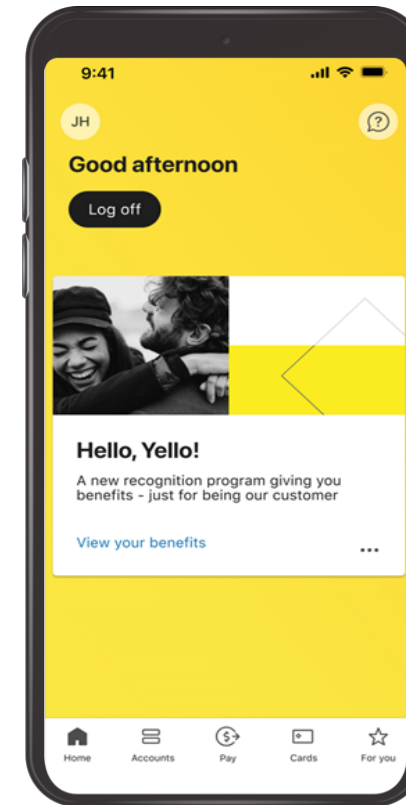 9:41
JH
Good afternoon
Log off
Hello, Yello!
A new recognition program giving you
benefits - just for being our customer
View your benefits
Home Accounts Pay Cards For you